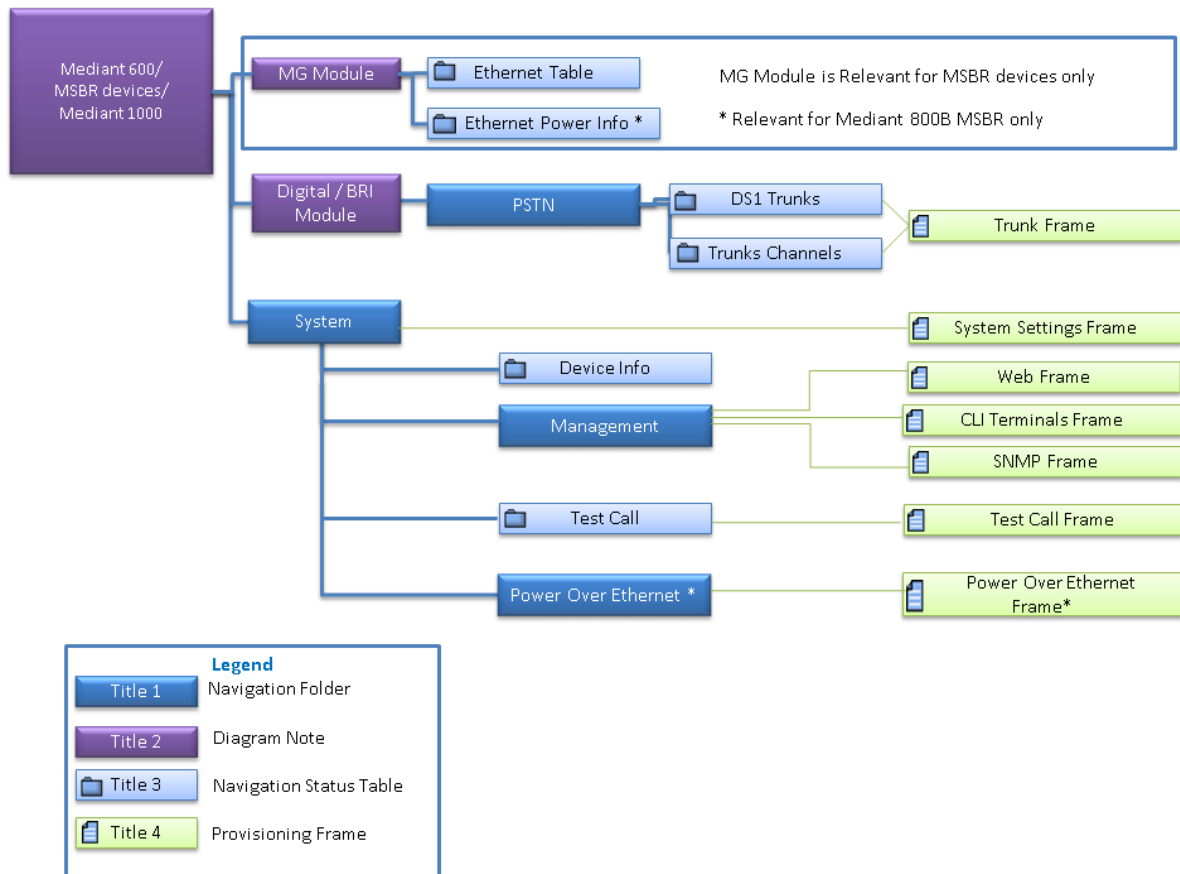 Mediant 600/
MSBR devices/
Mediant 1000
MG Module
Ethernet Table
MG Module is Relevant for MSBR devices only
Ethernet Power Info *
* Relevant for Mediant 800B MSBR only
Digital / BRI
Module
PSTN
DS1 Trunks
Trunks Channels
Trunk Frame
System
System Settings Frame
Device Info
Web Frame
Management
CLI Terminals Frame
SNMP Frame
Test Call
Test Call Frame
Power Over Ethernet *
Power Over Ethernet
Frame*
Legend
Title 1
Navigation Folder
Title 2
Diagram Note
Title 3
Navigation Status Table
Title 4
Provisioning Frame